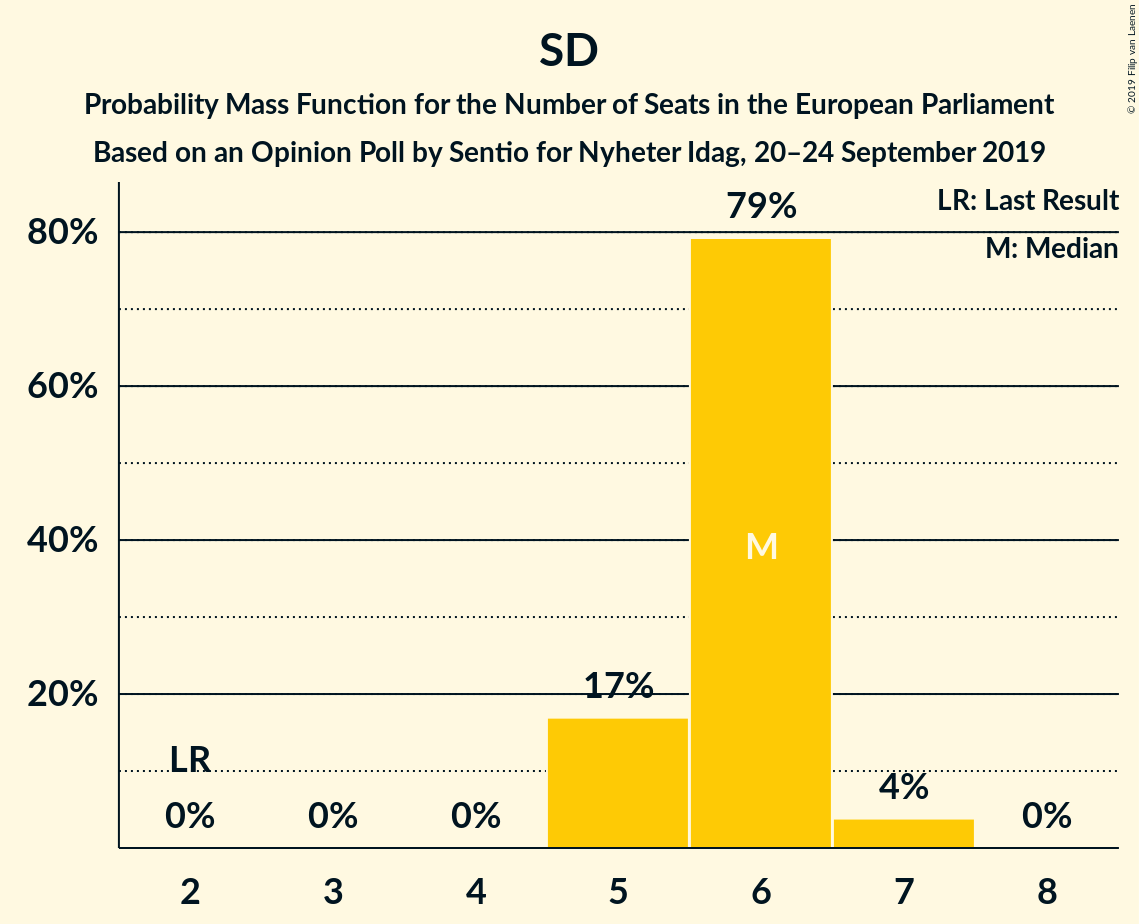 SD
Probability Mass Function for the Number of Seats in the European Parliament
Based on an Opinion Poll by Sentio for Nyheter Idag, 20–24 September 2019
© 2019 Filip van Laenen
LR: Last Result
M: Median
80%
60%
40%
20%
79%
M
17%
LR
4%
0%
0%
0%
0%
2
3
4
5
6
7
8